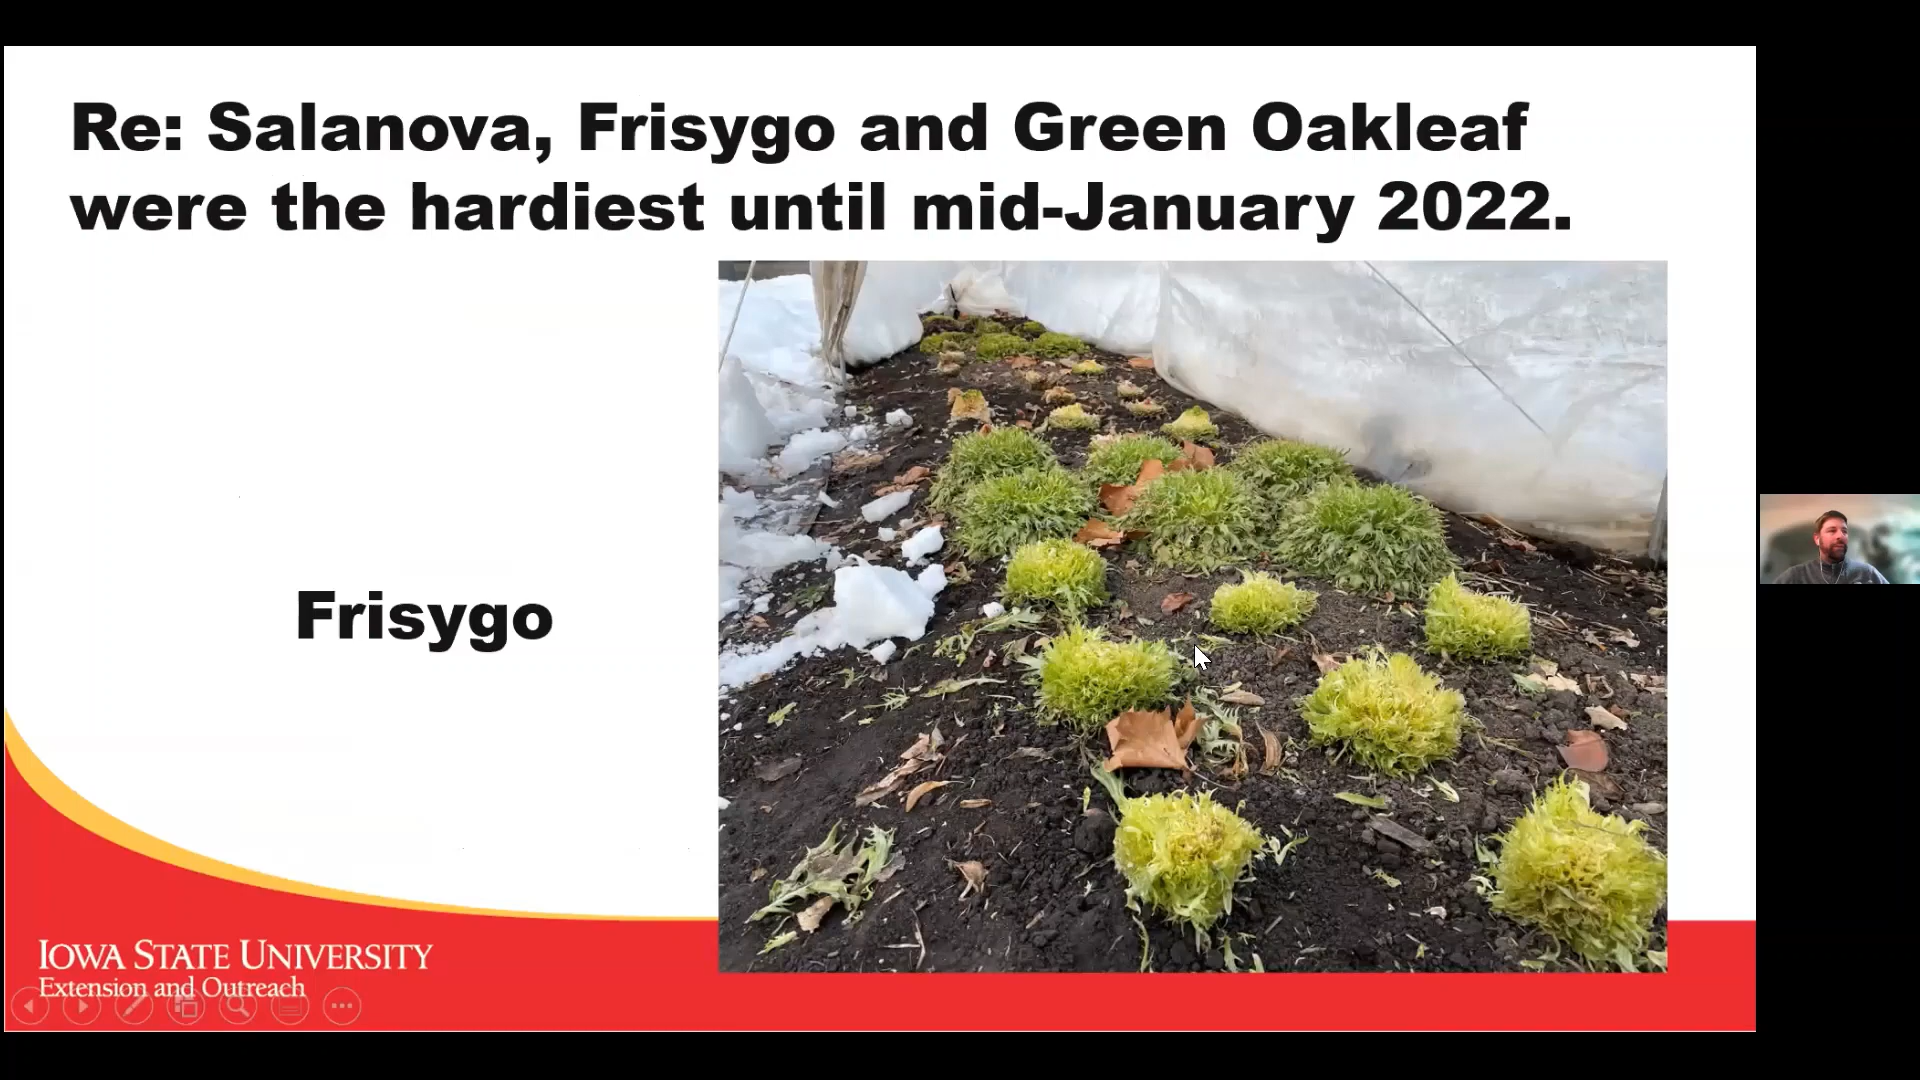 Re: Salanova, Frisygo and Green Oakleaf
were the hardiest until mid-January 2022.
Frisygo
IOWA STATE UNIVERSITY
Extension and Outreach